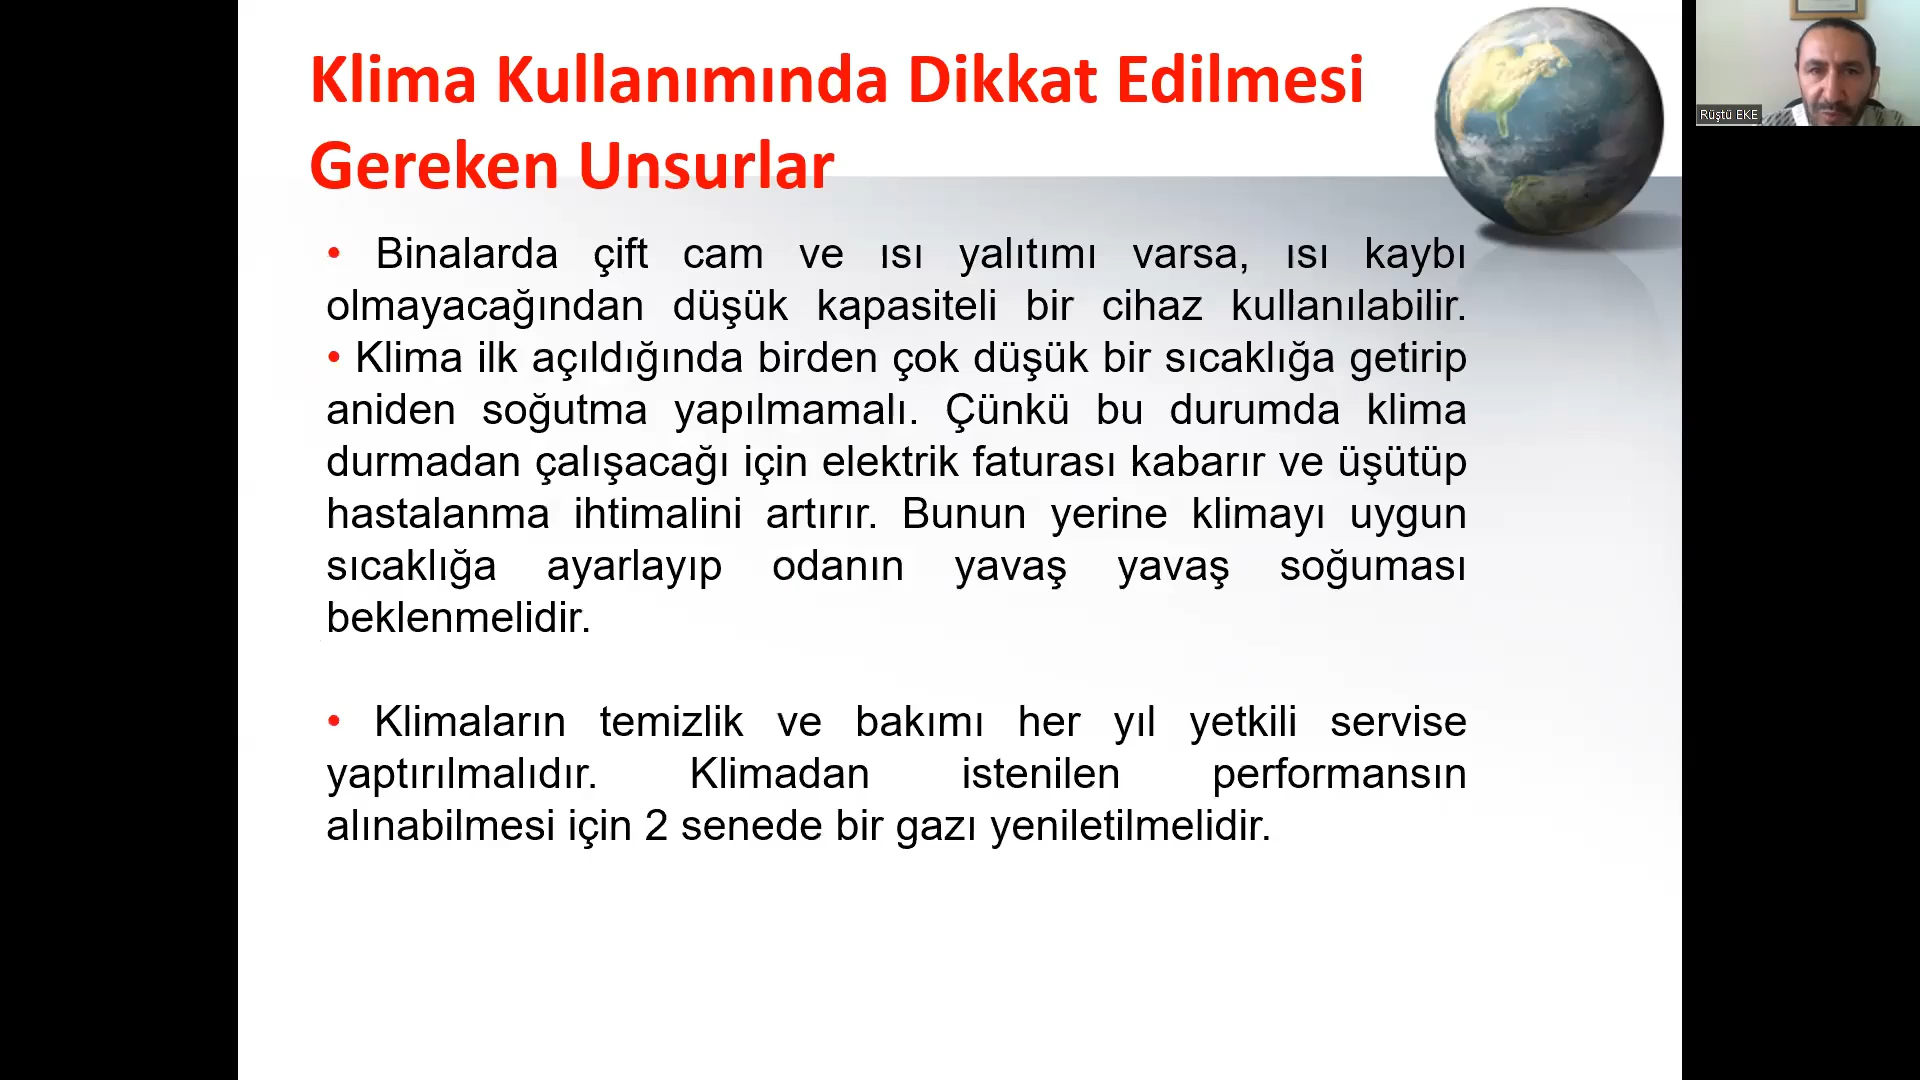 Klima Kullanımında Dikkat Edilmesi
Gereken Unsurlar
• Binalarda çift cam ve ısı yalıtımı varsa, ısı kaybı
olmayacağından düşük kapasiteli bir cihaz kullanılabilir.
• Klima ilk açıldığında birden çok düşük bir sıcaklığa getirip
aniden soğutma yapılmamalı. Çünkü bu durumda klima
durmadan çalışacağı için elektrik faturası kabarır ve üşütüp
hastalanma ihtimalini artırır. Bunun yerine klimayı uygun
sıcaklığa ayarlayıp odanın yavaş yavaş soğuması
beklenmelidir.
• Klimaların temizlik ve bakımı her yıl yetkili servise
yaptırılmalıdır. Klimadan istenilen performansın
alınabilmesi için 2 senede bir gazı yeniletilmelidir.
Rüştü EKE